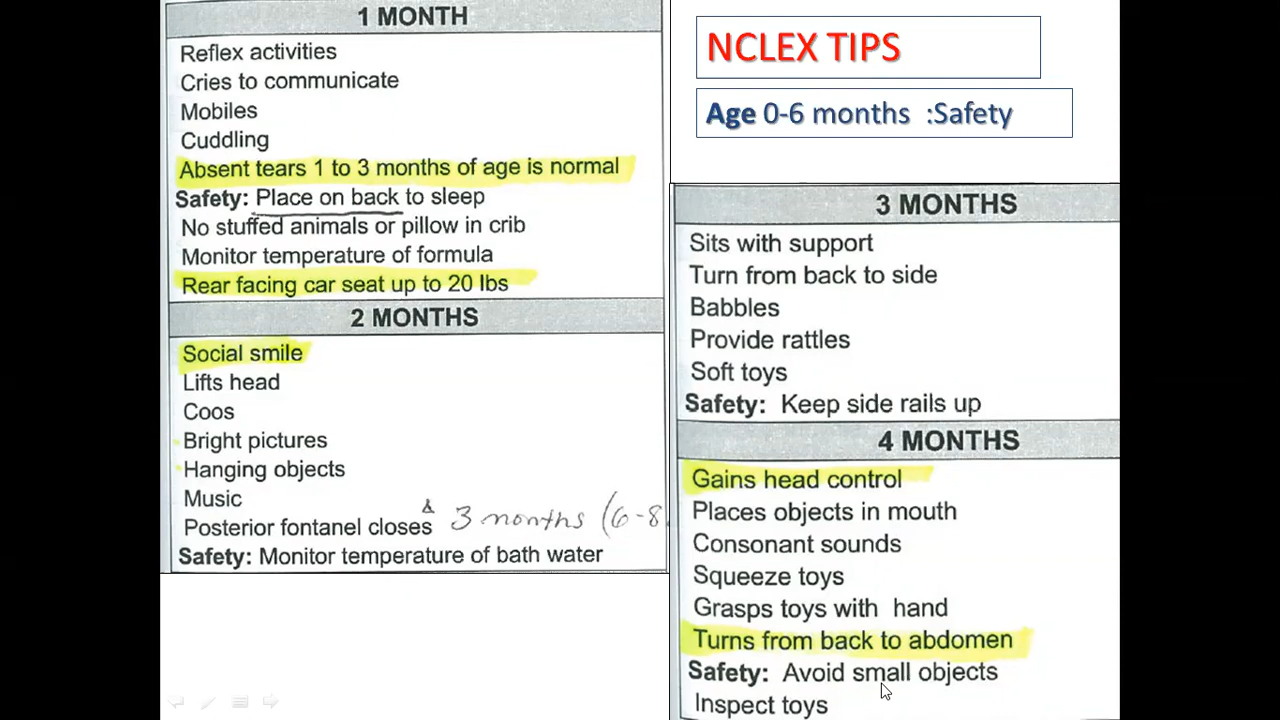 1 MONTH
Reflex activities
Cries to communicate
Mobiles
Cuddling
Absent tears 1 to 3 months of age is normal
Safety: Place on back to sleep
No stuffed animals or pillow in crib
Monitor temperature of formula
Rear facing car seat up to 20 lbs
2 MONTHS
Social smile
Lifts head
Coos
Bright pictures
Hanging objects
Music
Posterior fontanel closes & 3 months (6-8
Safety: Monitor temperature of bath water
NCLEX TIPS
Age 0-6 months :Safety
3 MONTHS
Sits with support
Turn from back to side
Babbles
Provide rattles
Soft toys
Safety: Keep side rails up
4 MONTHS
Gains head control
Places objects in mouth
Consonant sounds
Squeeze toys
Grasps toys with hand
Turns from back to abdomen
Safety: Avoid small objects
Inspect toys